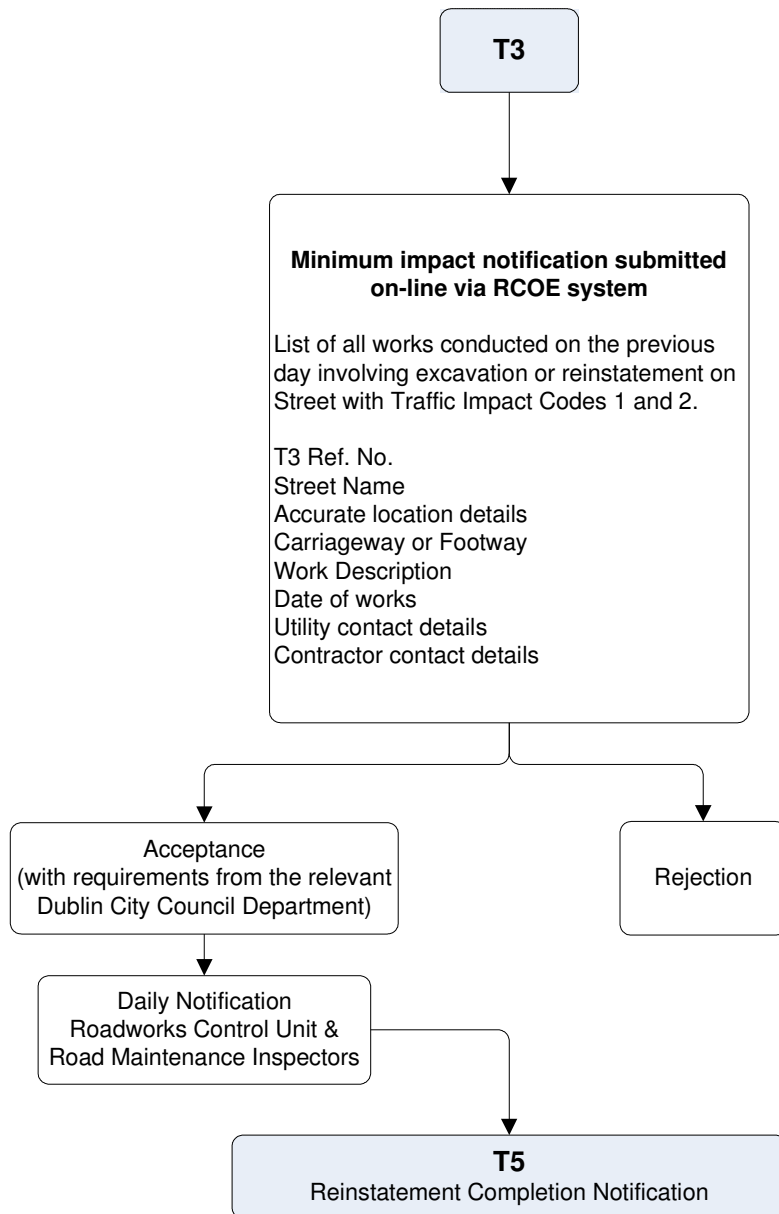 T3
Minimum impact notification submitted
on-line via RCOE system
List of all works conducted on the previous
day involving excavation or reinstatement on
Street with Traffic Impact Codes 1 and 2.
T3 Ref. No.
Street Name
Accurate location details
Carriageway or Footway
Work Description
Date of works
Utility contact details
Contractor contact details
Acceptance
(with requirements from the relevant
Dublin City Council Department)
Rejection
Daily Notification
Roadworks Control Unit &
Road Maintenance Inspectors
T5
Reinstatement Completion Notification